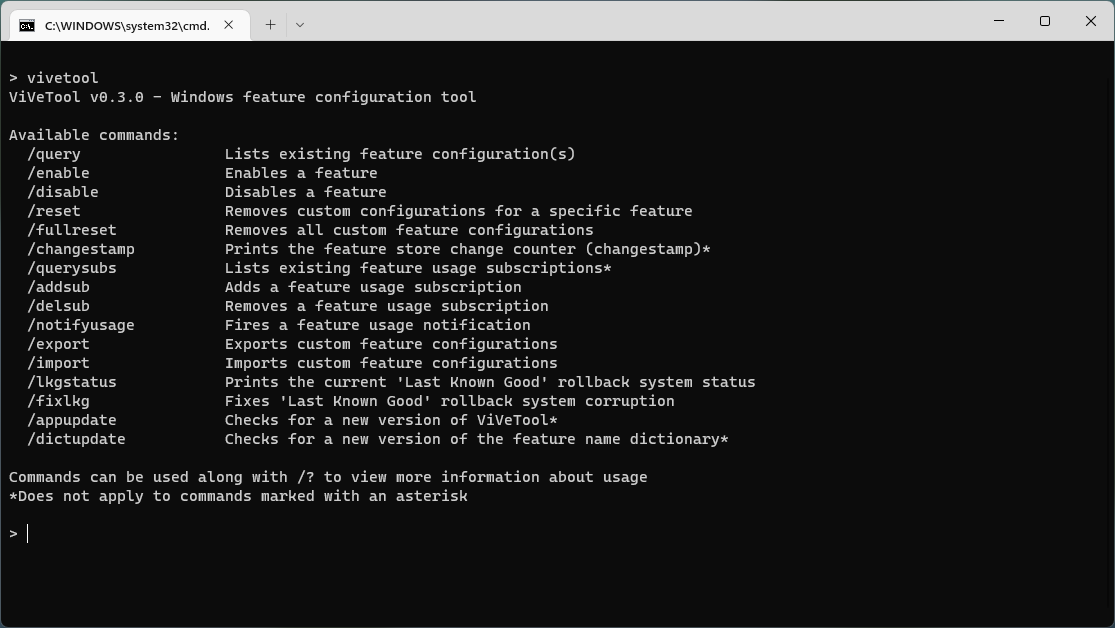 C:\WINDOWS\system32\cmd.
> vivetool
ViVeTool v0.3.0 - Windows feature configuration tool
Available commands:
/query Lists existing feature configuration(s)
/enable Enables a feature
/disable Disables a feature
/reset Removes custom configurations for a specific feature
/fullreset Removes all custom feature configurations
/changestamp Prints the feature store change counter (changestamp)*
/querysubs Lists existing feature usage subscriptions*
/addsub Adds a feature usage subscription
/delsub Removes a feature usage subscription
/notifyusage Fires a feature usage notification
/export Exports custom feature configurations
/import Imports custom feature configurations
/lkgstatus Prints the current 'Last Known Good' rollback system status
/fixlkg Fixes 'Last Known Good' rollback system corruption
/appupdate Checks for a new version of ViVeTool*
/dictupdate Checks for a new version of the feature name dictionary*
Commands can be used along with /? to view more information about usage
*Does not apply to commands marked with an asterisk
>